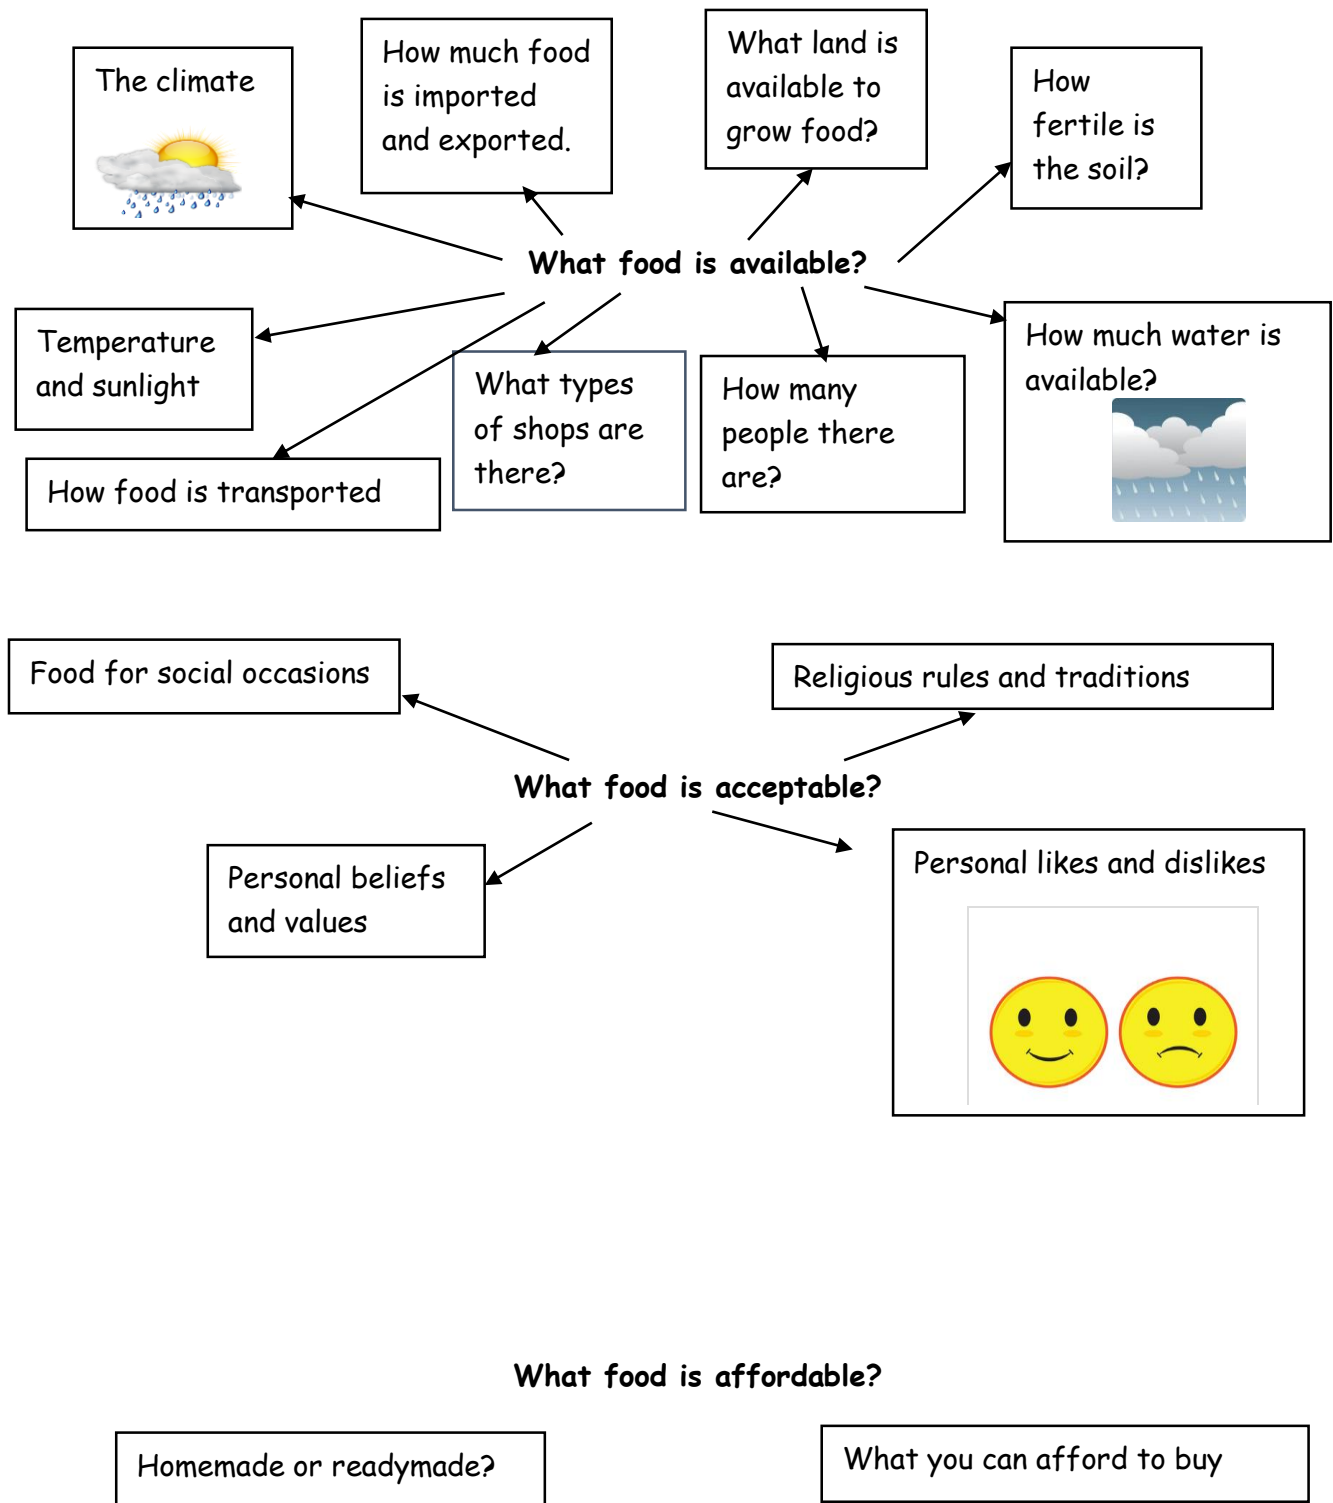 The climate
How much food
is imported
and exported.
What land is
available to
grow food?
How
fertile is
the soil?
What food is available?
Temperature
and sunlight
How food is transported
What types
of shops are
there?
How many
people there
are?
How much water is
available?
Food for social occasions
Religious rules and traditions
What food is acceptable?
Personal beliefs
and values
Personal likes and dislikes
What food is affordable?
Homemade or readymade?
What you can afford to buy